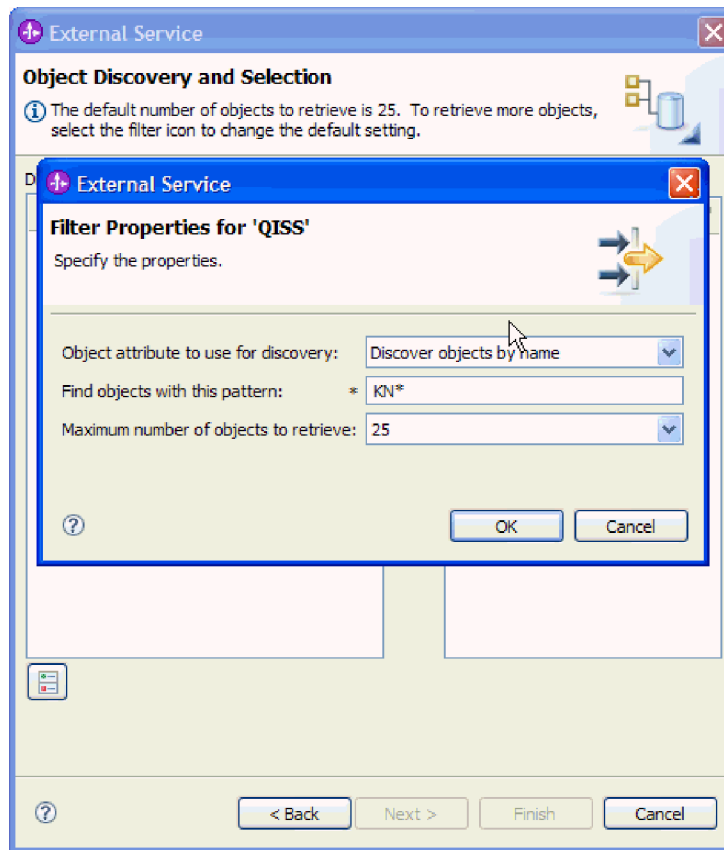 External Service
Object Discovery and Selection
The default number of objects to retrieve is 25. To retrieve more objects,
select the filter icon to change the default setting.
D
External Service
Filter Properties for 'QISS'
Specify the properties.
Object attribute to use for discovery: Discover objects by name
Find objects with this pattern: * KN*
Maximum number of objects to retrieve: 25
OK Cancel
< Back Next > Finish Cancel